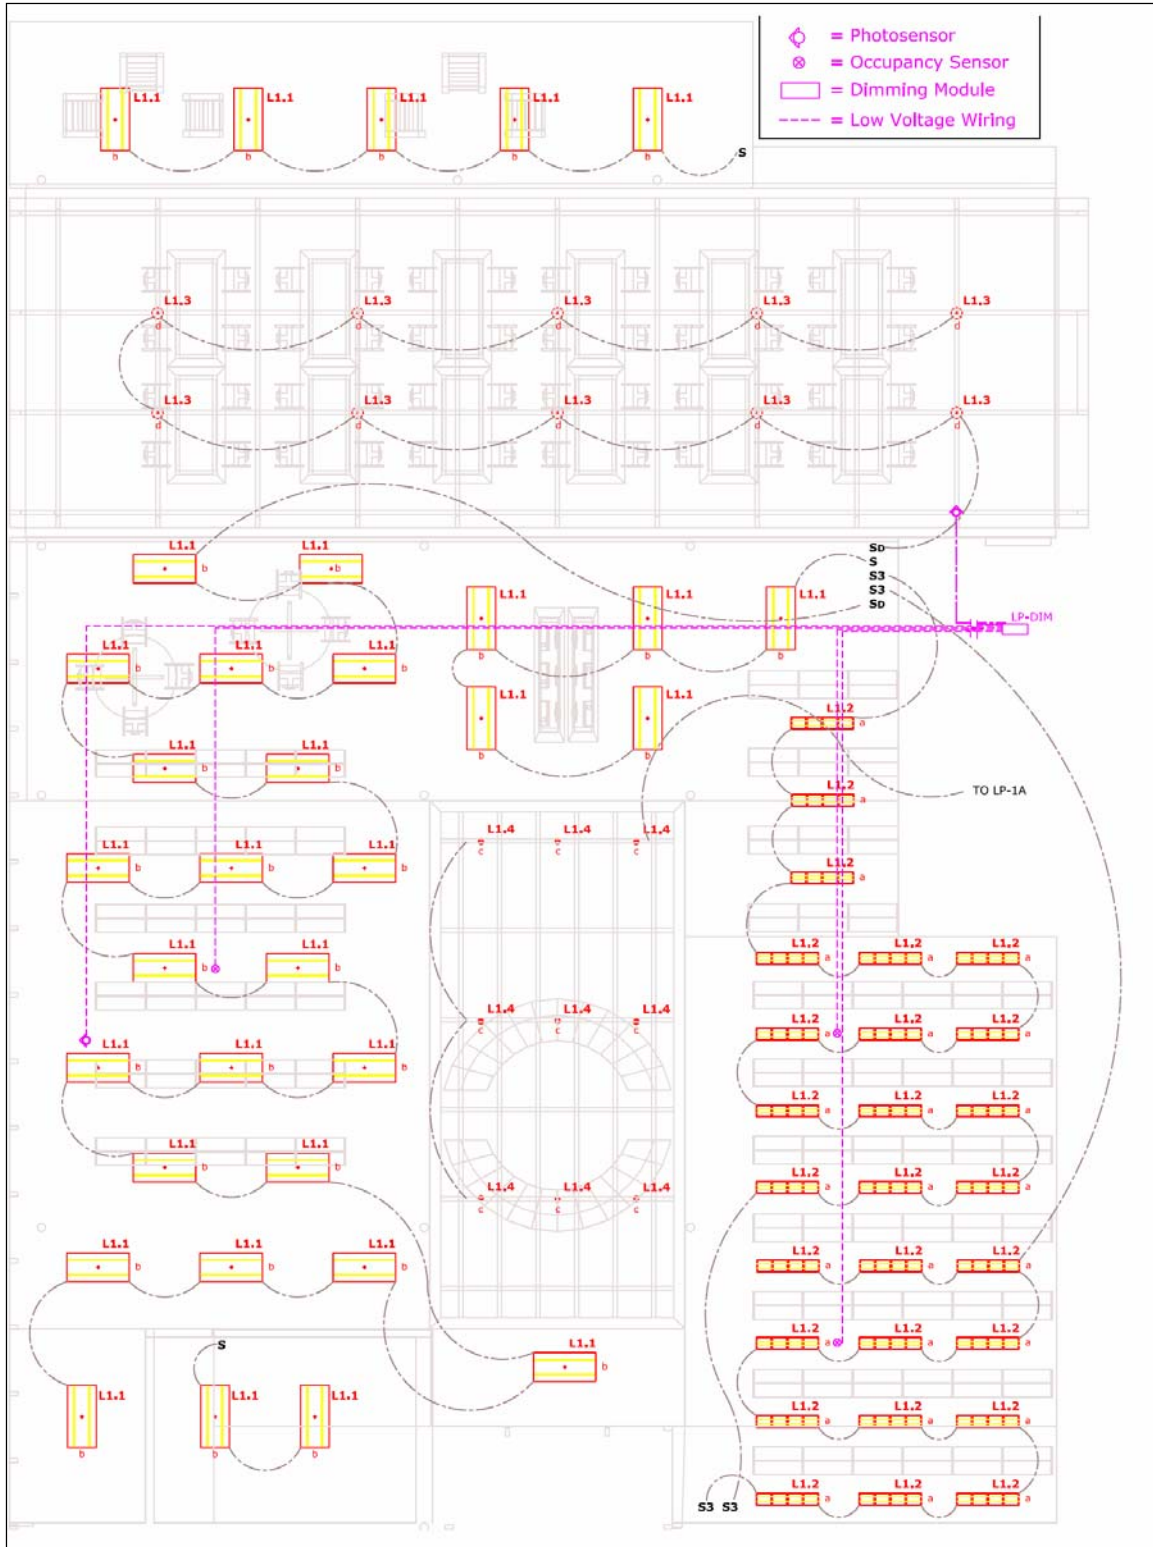 = Photosensor
= Occupancy Sensor
= Dimming Module
= Low Voltage Wiring
L1.1 L1.1 L1.1 L1.1 L1.1
S
b b b b b
L1.3 L1.3 L1.3 L1.3 L1.3
d d d d d
L1.3 L1.3 L1.3 L1.3 L1.3
d d d d d
L1.1 L1.1 SD
b b S
S3
L1.1 L1.1 L1.1 S3
SD
LP-DIM
L1.1 L1.1 L1.1 b b b
b b b
L1.1 L1.1 L1.2
a
L1.1 L1.1 b b
b b
L1.2 TO LP-1A
a
L1.1 L1.1 L1.1 L1.4 L1.4 L1.4
c c c
b b b L1.2
a
L1.1 L1.1 L1.2 L1.2 L1.2
b b a a a
L1.4 L1.4 L1.4 L1.2 L1.2 L1.2
c c c a a a
L1.1 L1.1 L1.1
b b b
L1.2 L1.2 L1.2
a a a
L1.1 L1.1
b b
L1.4 L1.4 L1.4 L1.2 L1.2 L1.2
c c c a a a
L1.1 L1.1 L1.1 L1.2 L1.2 L1.2
b b b a a a
S L1.1 L1.2 L1.2 L1.2
b a a a
L1.1 L1.1 L1.1
b b b
L1.2 L1.2 L1.2
a a a
L1.2 L1.2 L1.2
S3 S3 a a a